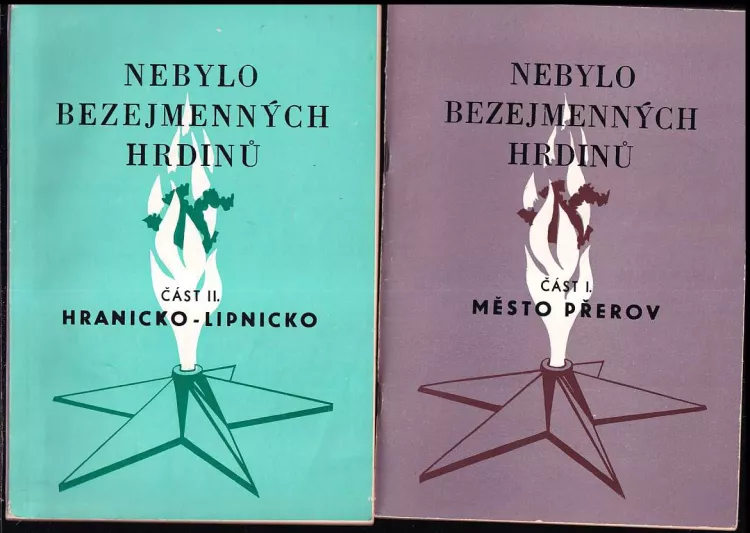 NEBYLO
BEZEJMENNÝCH
HRDINŮ
ČÁST II.
HRANICKO-LIPNICKO
NEBYLO
BEZEJMENNÝCH
HRDINŮ
ČÁST I.
MĚSTO PŘEROV